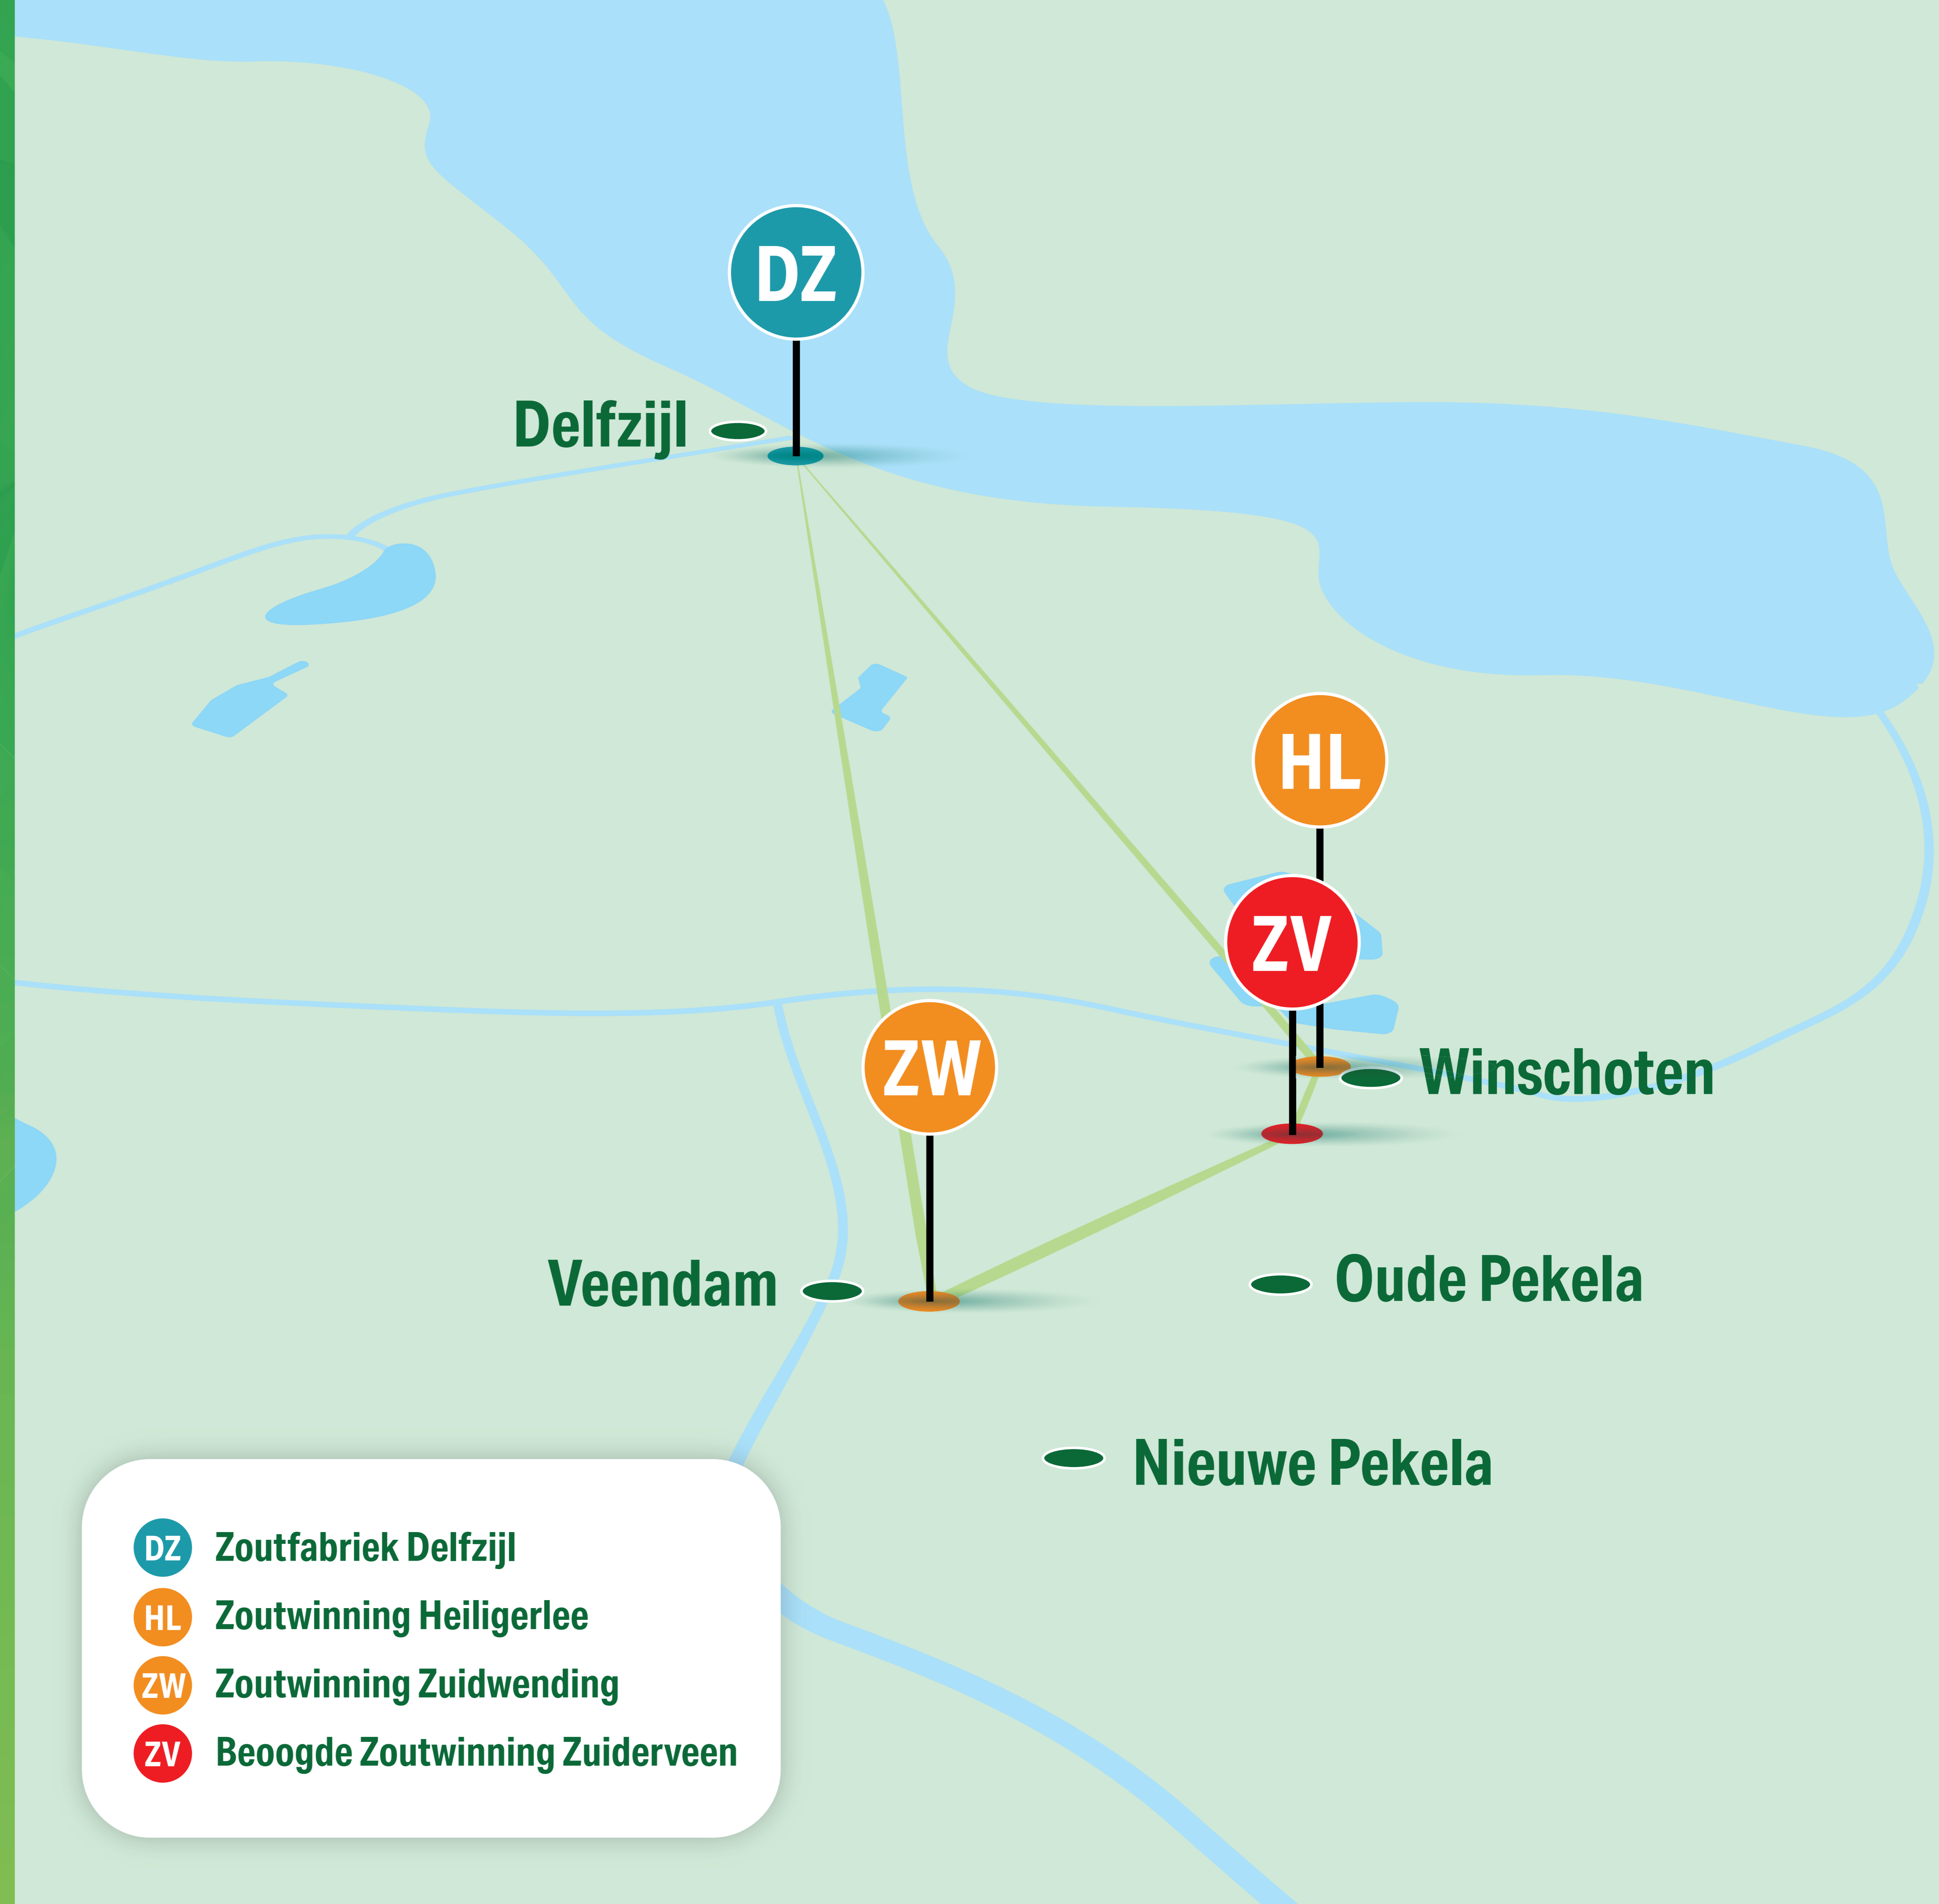 DZ
Delfzijl
HL
ZV
ZW
Winschoten
Veendam
Oude Pekela
Nieuwe Pekela
DZ Zoutfabriek Delfzijl
HL Zoutwinning Heiligerlee
ZW Zoutwinning Zuidwending
ZV Beoogde Zoutwinning Zuiderveen